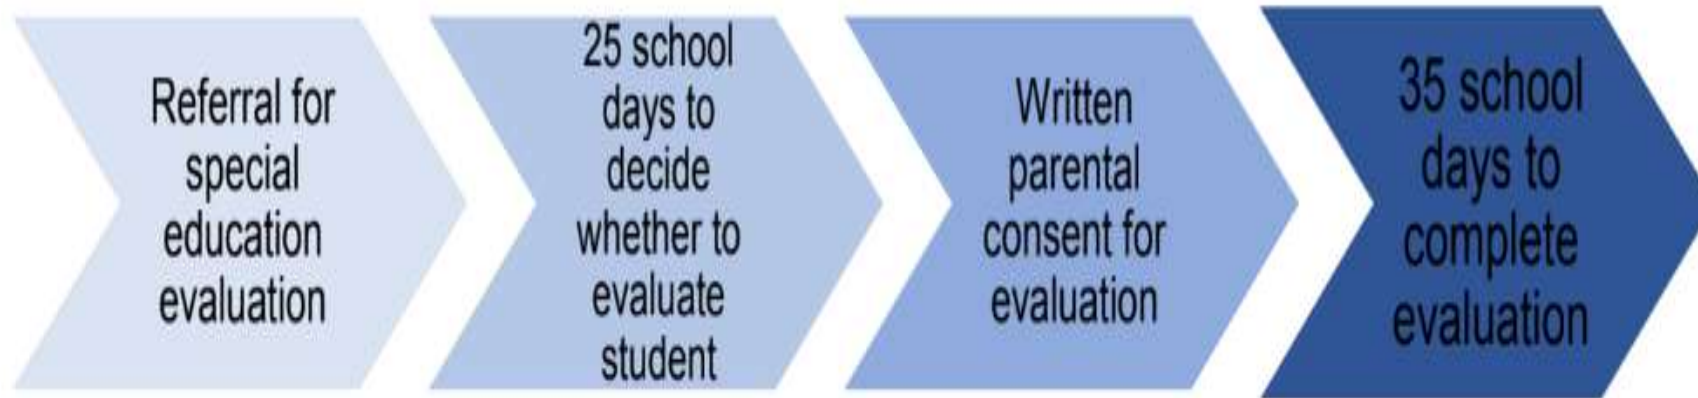 Referral for
special
education
evaluation
25 school
days to
decide
whether to
evaluate
student
Written
parental
consent for
evaluation
35 school
days to
complete
evaluation